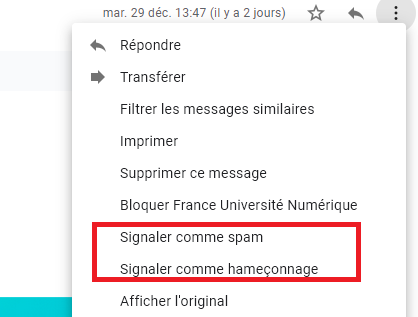 mar. 29 déc. 13:47 (il y a 2 jours)
Répondre
Transférer
Filtrer les messages similaires
Imprimer
Supprimer ce message
Bloquer France Université Numérique
Signaler comme spam
Signaler comme hameçonnage
Afficher l'original